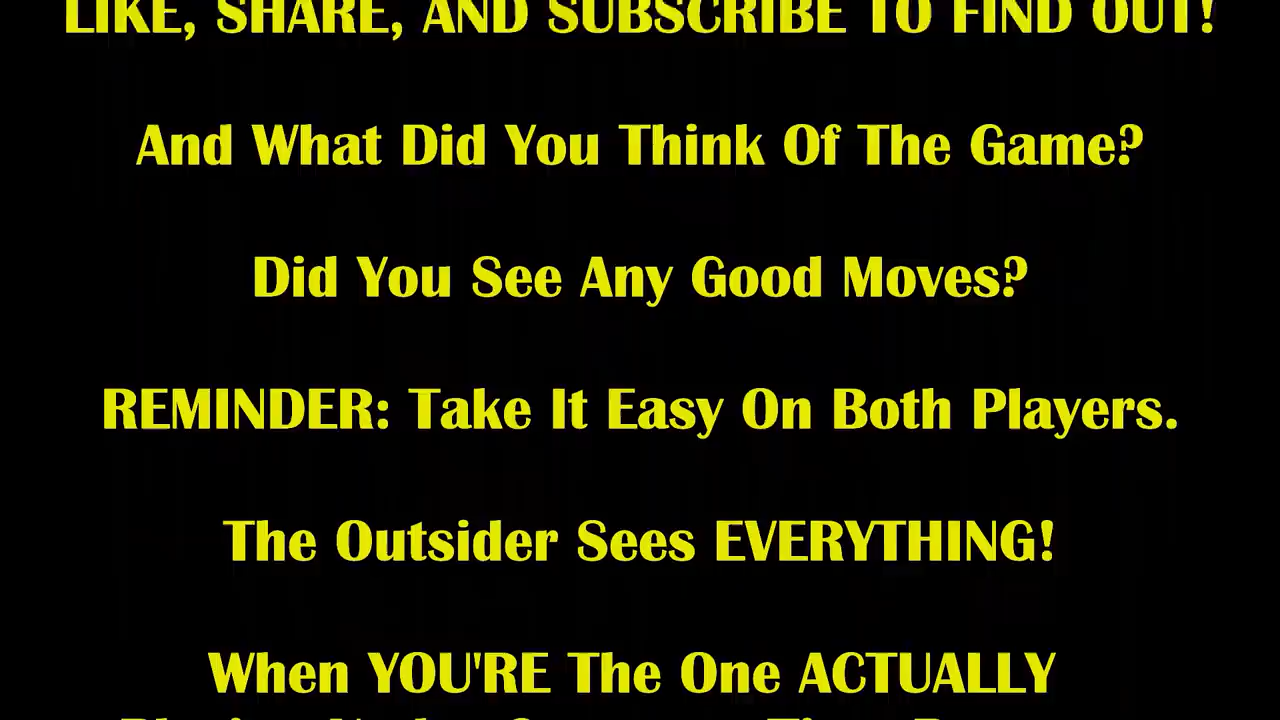 LIKE, SHARE, AND SUBSCRIBE TO FIND OUT!
And What Did You Think Of The Game?
Did You See Any Good Moves?
REMINDER: Take It Easy On Both Players.
The Outsider Sees EVERYTHING!
When YOU'RE The One ACTUALLY